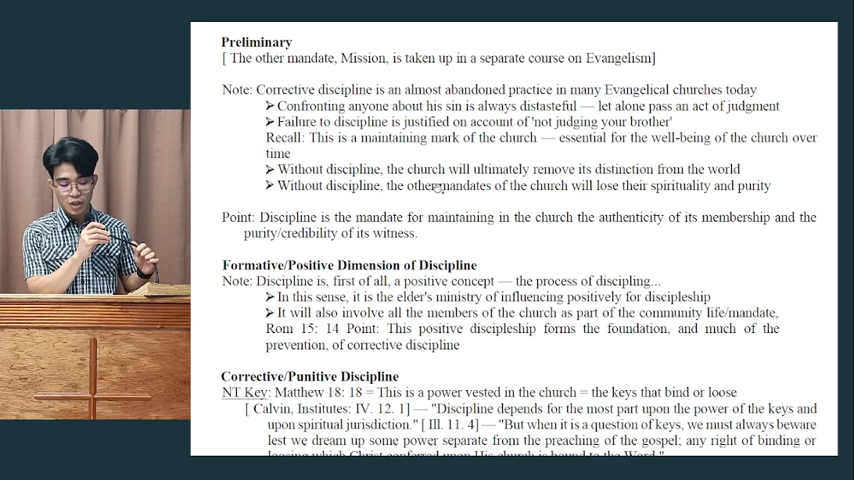 Preliminary
[ The other mandate, Mission, is taken up in a separate course on Evangelism]
Note: Corrective discipline is an almost abandoned practice in many Evangelical churches today
➤Confronting anyone about his sin is always distasteful — let alone pass an act of judgment
➤Failure to discipline is justified on account of 'not judging your brother'
Recall: This is a maintaining mark of the church — essential for the well-being of the church over
time
➤Without discipline, the church will ultimately remove its distinction from the world
➤Without discipline, the other mandates of the church will lose their spirituality and purity
Point: Discipline is the mandate for maintaining in the church the authenticity of its membership and the
purity/credibility of its witness.
Formative/Positive Dimension of Discipline
Note: Discipline is, first of all, a positive concept — the process of discipling...
➤In this sense, it is the elder's ministry of influencing positively for discipleship
➤It will also involve all the members of the church as part of the community life/mandate,
Rom 15: 14 Point: This positive discipleship forms the foundation, and much of the
prevention, of corrective discipline
Corrective/Punitive Discipline
NT Key: Matthew 18: 18 = This is a power vested in the church = the keys that bind or loose
[ Calvin, Institutes: IV. 12. 1] — "Discipline depends for the most part upon the power of the keys and
upon spiritual jurisdiction." [ Ill. 11. 4] — "But when it is a question of keys, we must always beware
lest we dream up some power separate from the preaching of the gospel; any right of binding or
loosing which Christ conferred upon His church is bound to the Word."